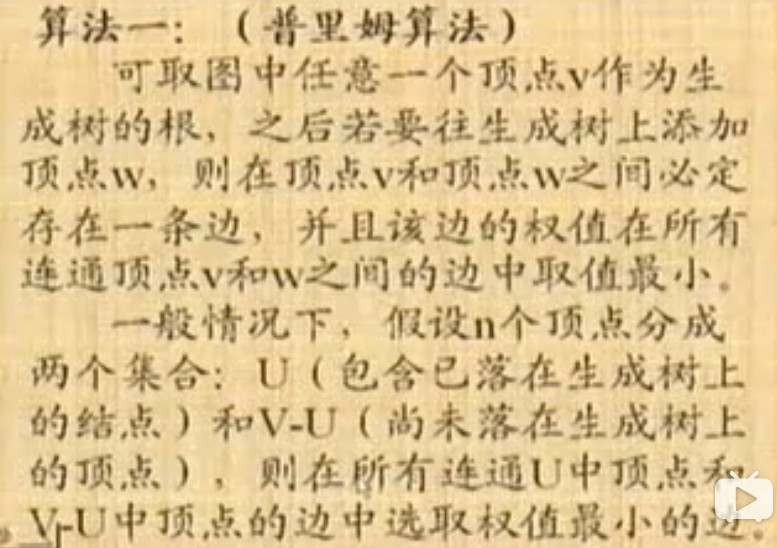 算法一:（普里姆算法）
可取图中任意一个顶点v作为生
成树的根，之后若要往生成树上添加
顶点w，则在顶点v和顶点w之间必定
存在一条边，并且该边的权值在所有
连通顶点v和w之间的边中取值最小。
一般情况下，假设n个顶点分成
两个集合：U（包含已落在生成树上
的结点）和V-U（尚未落在生成树上
的顶点），则在所有连通U中顶点和
V-U中顶点的边中选取权值最小的边。